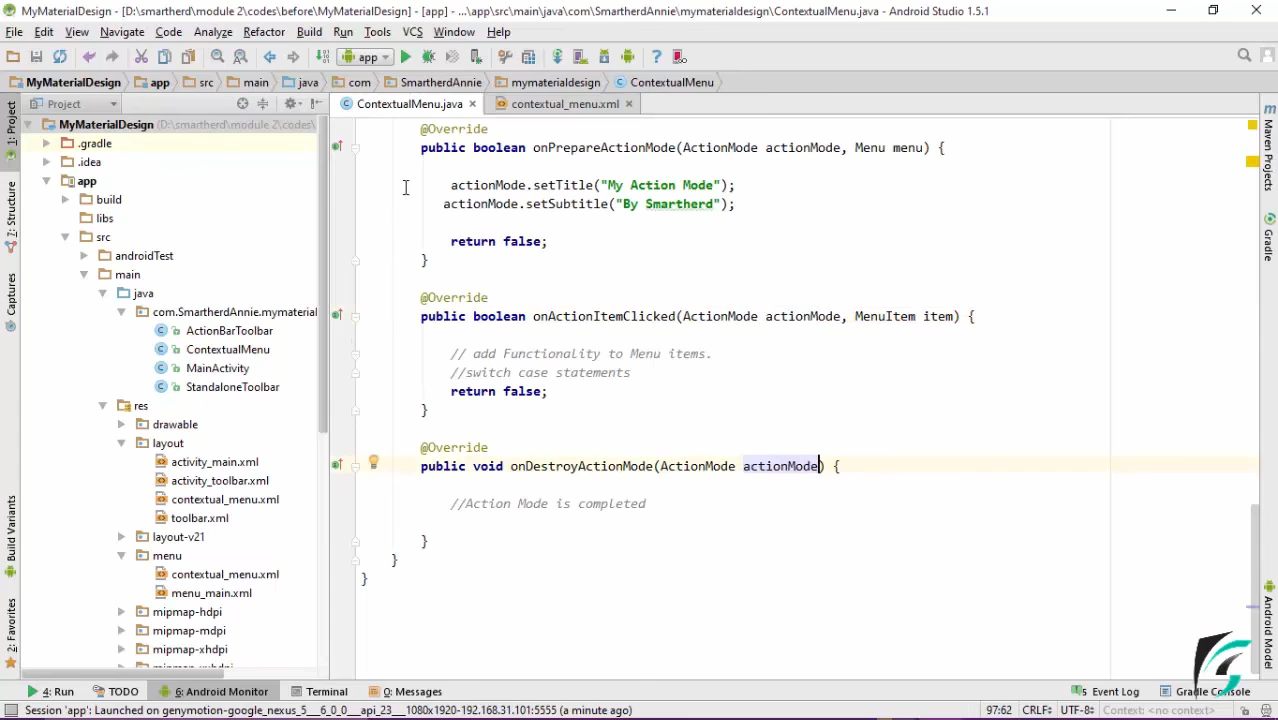 MyMaterialDesign - [D:\smartherd\module 2\codes\before\MyMaterialDesign] - [app] - ...\app\src\main\java\com\SmartherdAnnie\mymaterialdesign\ContextualMenu.java - Android Studio 1.5.1
File Edit View Navigate Code Analyze Refactor Build Run Tools VCS Window Help
app
MyMaterialDesign app src main java com SmartherdAnnie mymaterialdesign ContextualMenu
Project
ContextualMenu.java
contextual_menu.xml
1: Project
7: Structure
Captures
Build Variants
2: Favorites
MyMaterialDesign (D:\smartherd\module 2\codes\
.gradle
.idea
app
build
libs
src
androidTest
main
java
com.SmartherdAnnie.mymaterial
ActionBarToolbar
ContextualMenu
MainActivity
StandaloneToolbar
res
drawable
layout
activity_main.xml
activity_toolbar.xml
contextual_menu.xml
toolbar.xml
layout-v21
menu
contextual_menu.xml
menu_main.xml
mipmap-hdpi
mipmap-mdpi
mipmap-xhdpi
@Override
public boolean onPrepareActionMode(ActionMode actionMode, Menu menu) {
actionMode.setTitle("My Action Mode");
actionMode.setSubtitle("By Smartherd");
return false;
}
@Override
public boolean onActionItemClicked(ActionMode actionMode, MenuItem item) {
// add Functionality to Menu items.
//switch case statements
return false;
}
@Override
public void onDestroyActionMode(ActionMode actionMode) {
//Action Mode is completed
}
}
}
Maven Projects
Gradle
Android Model
4: Run TODO 6: Android Monitor Terminal 0: Messages 1 Event Log Gradle Console
Session 'app': Launched on genymotion-google_nexus_5___6_0_0___api_23___1080x1920-192.168.31.101:5555 (a minute ago) 97:62 CRLF÷ UTF-8÷ Context: <no context>